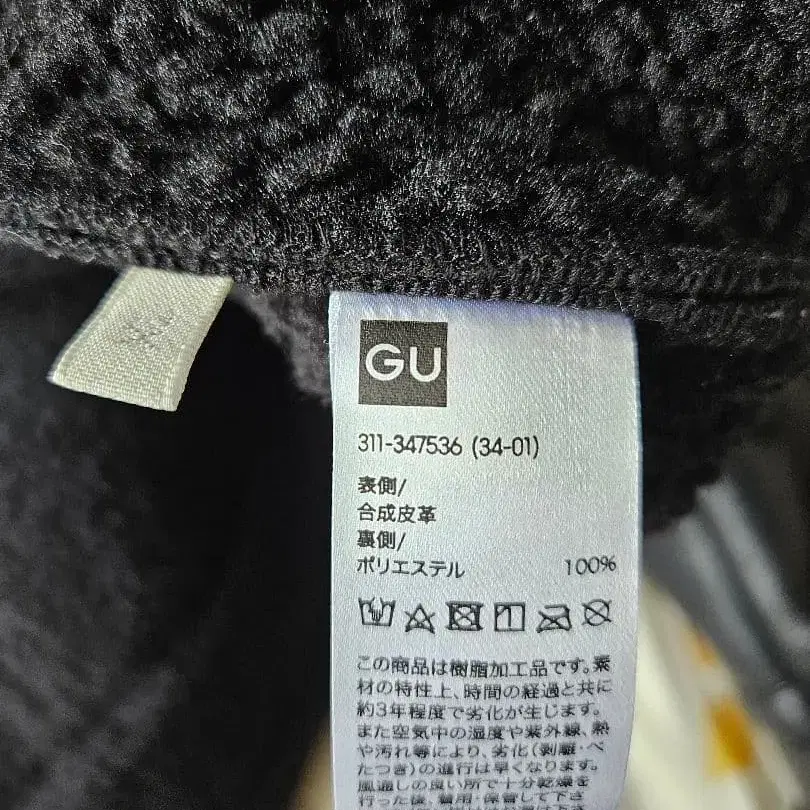 GU
311-347536 (34-01)
表側/
合成皮革
裏側/
ポリエステル 100%
この商品は樹脂加工品です。素
材の特性上、時間の経過と共に
約3年程度で劣化が生じます。
また空気中の湿度や紫外線、熱
や汚れ等により、劣化(剥離・べ
たつき)の進行は早くなります。
風通しの良い所で十分乾燥を
行った後、着用・保管して下さ